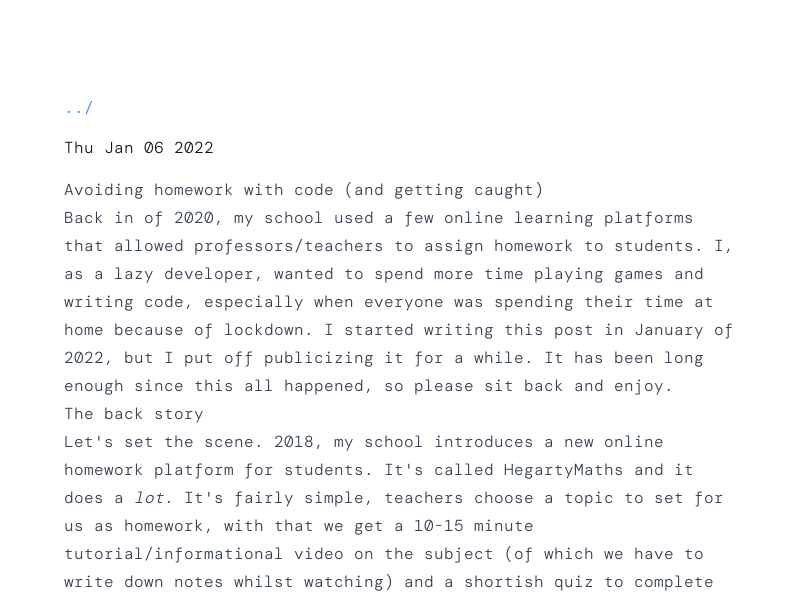 ../
Thu Jan 06 2022
Avoiding homework with code (and getting caught)
Back in of 2020, my school used a few online learning platforms
that allowed professors/teachers to assign homework to students. I,
as a lazy developer, wanted to spend more time playing games and
writing code, especially when everyone was spending their time at
home because of lockdown. I started writing this post in January of
2022, but I put off publicizing it for a while. It has been long
enough since this all happened, so please sit back and enjoy.
The back story
Let's set the scene. 2018, my school introduces a new online
homework platform for students. It's called HegartyMaths and it
does a lot. It's fairly simple, teachers choose a topic to set for
us as homework, with that we get a 10-15 minute
tutorial/informational video on the subject (of which we have to
write down notes whilst watching) and a shortish quiz to complete